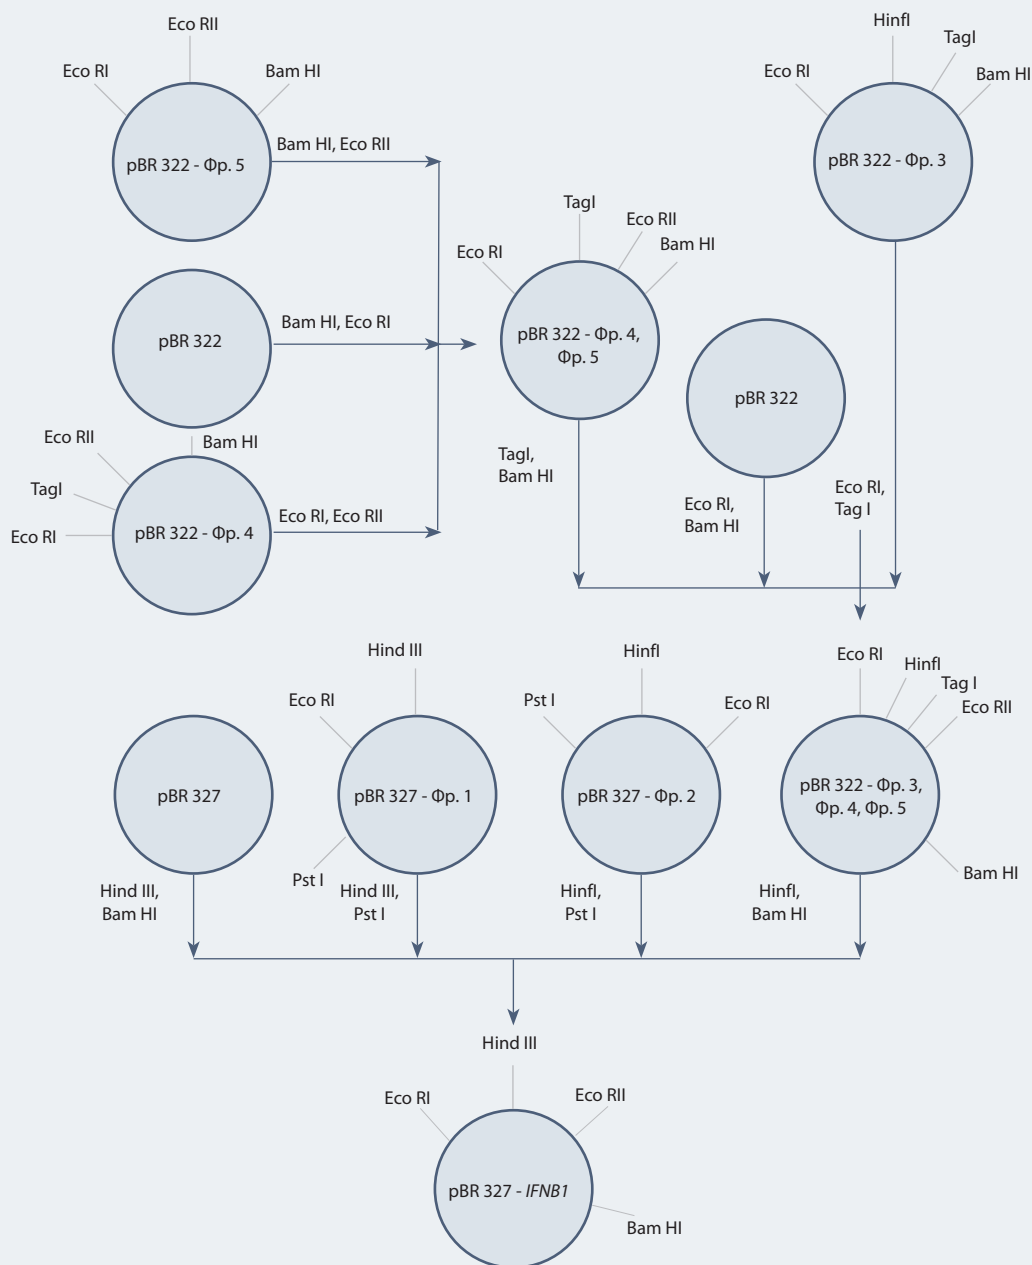 Eco RII
Eco RI
Bam HI
pBR 322 - Фр. 5
Bam HI, Eco RII
HinfI
TagI
Eco RI
Bam HI
pBR 322 - Фр. 3
pBR 322
Bam HI, Eco RI
TagI
Eco RII
Eco RI
Bam HI
pBR 322 - Фр. 4,
Фр. 5
pBR 322
Bam HI
Eco RII
TagI
Eco RI
pBR 322 - Фр. 4
Eco RI, Eco RII
TagI,
Bam HI
Eco RI,
Bam HI
Eco RI,
Tag I
pBR 327
Hind III,
Bam HI
Hind III
Eco RI
pBR 327 - Фр. 1
Pst I
Hind III,
Pst I
HinfI
Pst I
Eco RI
pBR 327 - Фр. 2
HinfI,
Pst I
Eco RI
HinfI
Tag I
Eco RII
pBR 322 - Фр. 3,
Фр. 4, Фр. 5
Bam HI
HinfI,
Bam HI
Hind III
Eco RI
Eco RII
pBR 327 - IFNB1
Bam HI